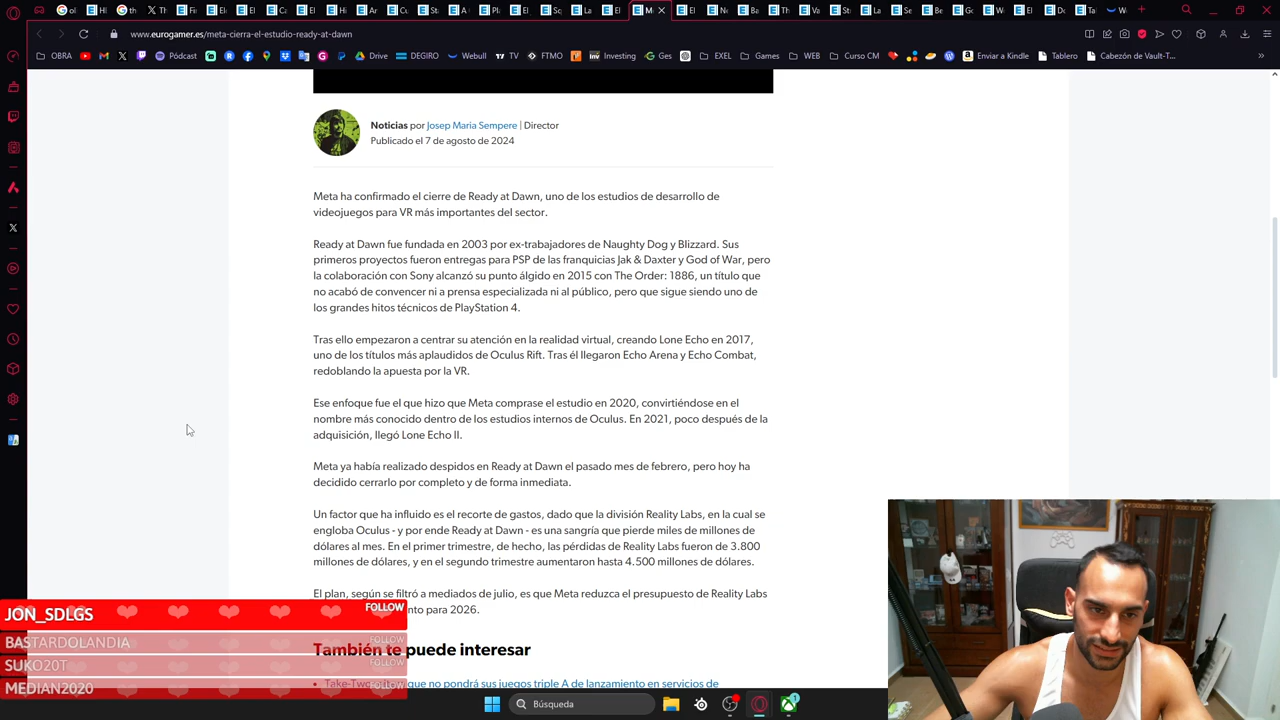 www.eurogamer.es/meta-cierra-el-estudio-ready-at-dawn
OBRA
Pódcast
Drive
DEGIRO
Webull
TV
FTMO
Investing
Ges
EXEL
Games
WEB
Curso CM
Enviar a Kindle
Tablero
Cabezón de Vault-T...
Noticias por Josep Maria Sempere | Director
Publicado el 7 de agosto de 2024
Meta ha confirmado el cierre de Ready at Dawn, uno de los estudios de desarrollo de
videojuegos para VR más importantes del sector.
Ready at Dawn fue fundada en 2003 por ex-trabajadores de Naughty Dog y Blizzard. Sus
primeros proyectos fueron entregas para PSP de las franquicias Jak & Daxter y God of War, pero
la colaboración con Sony alcanzó su punto álgido en 2015 con The Order: 1886, un título que
no acabó de convencer ni a prensa especializada ni al público, pero que sigue siendo uno de
los grandes hitos técnicos de PlayStation 4.
Tras ello empezaron a centrar su atención en la realidad virtual, creando Lone Echo en 2017,
uno de los títulos más aplaudidos de Oculus Rift. Tras él llegaron Echo Arena y Echo Combat,
redoblando la apuesta por la VR.
Ese enfoque fue el que hizo que Meta comprase el estudio en 2020, convirtiéndose en el
nombre más conocido dentro de los estudios internos de Oculus. En 2021, poco después de la
adquisición, llegó Lone Echo II.
Meta ya había realizado despidos en Ready at Dawn el pasado mes de febrero, pero hoy ha
decidido cerrarlo por completo y de forma inmediata.
Un factor que ha influido es el recorte de gastos, dado que la división Reality Labs, en la cual se
engloba Oculus - y por ende Ready at Dawn - es una sangría que pierde miles de millones de
dólares al mes. En el primer trimestre, de hecho, las pérdidas de Reality Labs fueron de 3.800
millones de dólares, y en el segundo trimestre aumentaron hasta 4.500 millones de dólares.
El plan, según se filtró a mediados de julio, es que Meta reduzca el presupuesto de Reality Labs
nto para 2026.
También te puede interesar
que no pondrá sus juegos triple A de lanzamiento en servicios de
JON_SDLGS FOLLOW
BASTARDOLANDIA FOLLOW
SUKO20T FOLLOW
MEDIAN2020 FOLLOW
Búsqueda